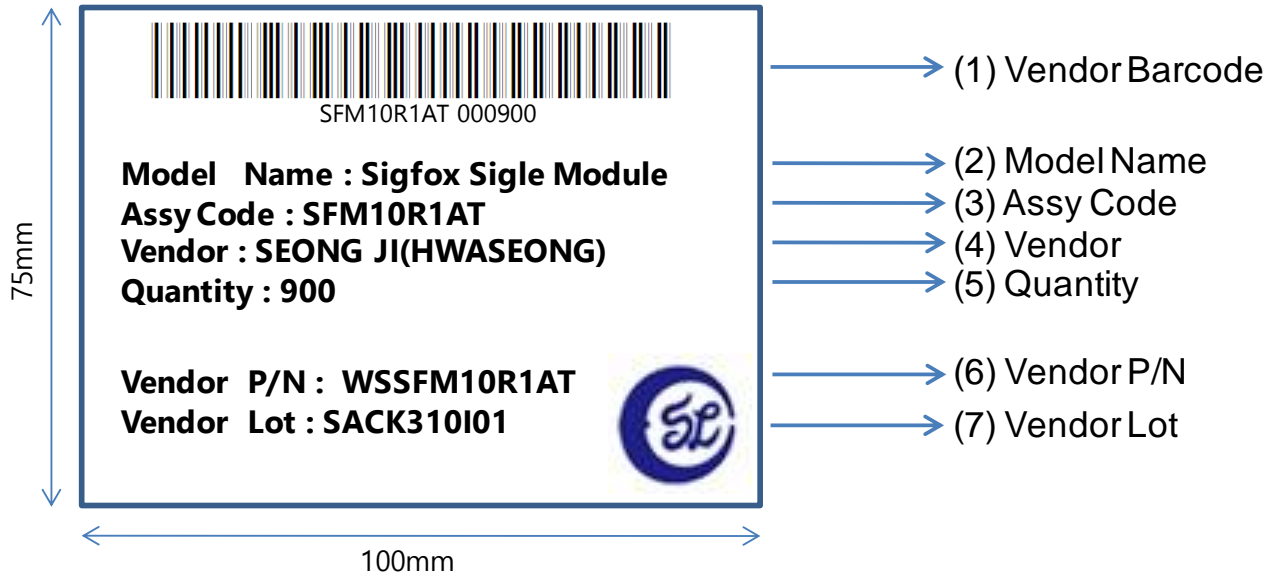 SFM10R1AT 000900
(1) Vendor Barcode
Model Name : Sigfox Sigle Module
(2) Model Name
Assy Code : SFM10R1AT
(3) Assy Code
Vendor : SEONG JI(HWASEONG)
(4) Vendor
Quantity : 900
(5) Quantity
75mm
Vendor P/N : WSSFM10R1AT
(6) Vendor P/N
Vendor Lot : SACK310I01
(7) Vendor Lot
SL
100mm